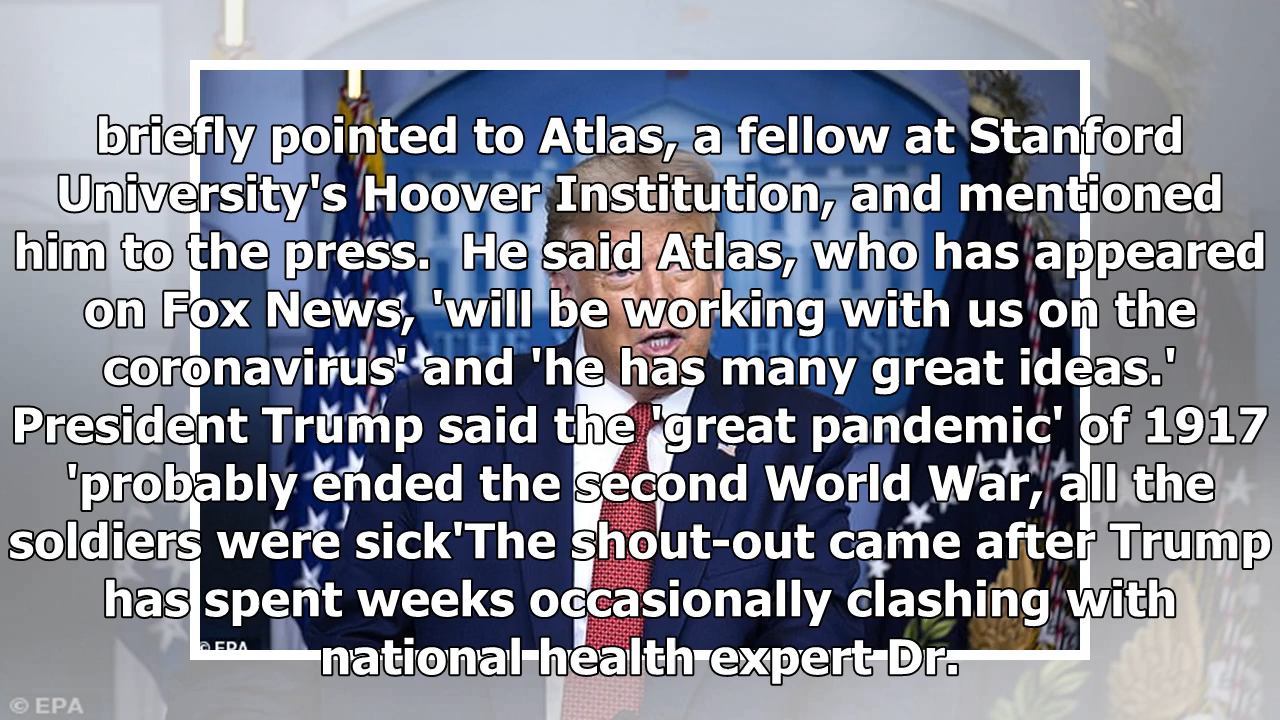 briefly pointed to Atlas, a fellow at Stanford
University's Hoover Institution, and mentioned
him to the press.  He said Atlas, who has appeared
on Fox News, 'will be working with us on the
coronavirus' and 'he has many great ideas.'
President Trump said the 'great pandemic' of 1917
'probably ended the second World War, all the
soldiers were sick'The shout-out came after Trump
has spent weeks occasionally clashing with
national health expert Dr.
THE HOUSE
© EPA
© EPA